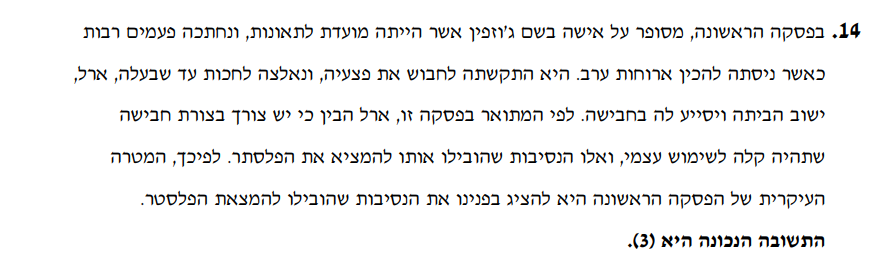 14. בפסקה הראשונה, מסופר על אישה בשם ג'וזפין אשר הייתה מועדת לתאונות, ונחתכה פעמים רבות
כאשר ניסתה להכין ארוחות ערב. היא התקשתה לחבוש את פצעיה, ונאלצה לחכות עד שבעלה, ארל,
ישוב הביתה ויסייע לה בחבישה. לפי המתואר בפסקה זו, ארל הבין כי יש צורך בצורת חבישה
שתהיה קלה לשימוש עצמי, ואלו הנסיבות שהובילו אותו להמציא את הפלסתר. לפיכך, המטרה
העיקרית של הפסקה הראשונה היא להציג בפנינו את הנסיבות שהובילו להמצאת הפלסטר.
התשובה הנכונה היא (3).